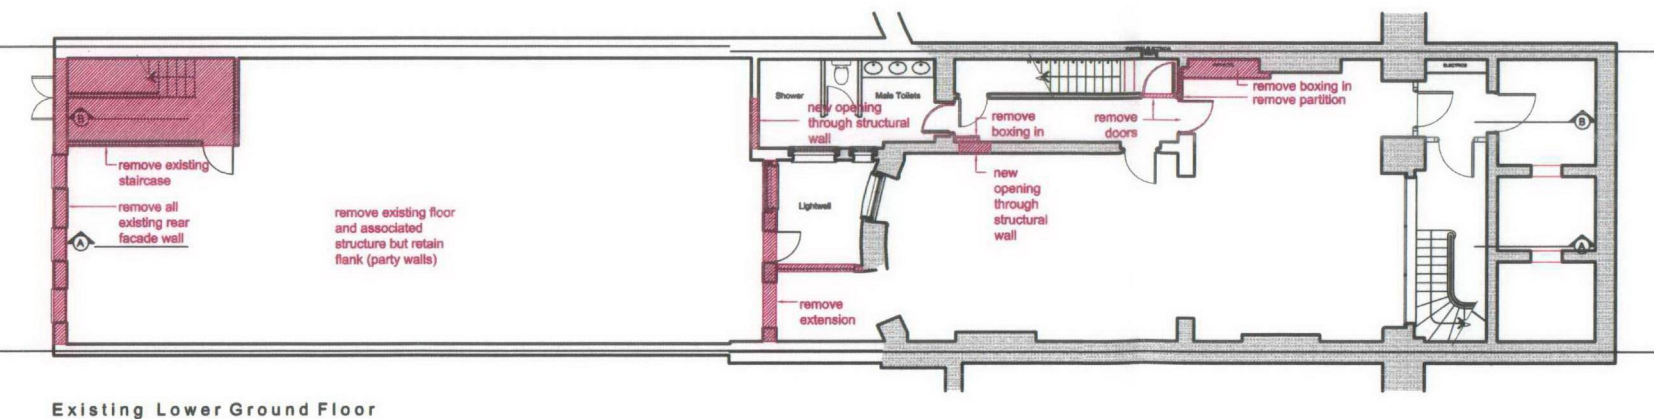 Shower
Male Toilets
new opening
through structural
wall
remove
boxing in
remove
doors
remove boxing in
remove partition
ELECTRICS
B
B
remove existing
staircase
remove all
existing rear
facade wall
A
A
remove existing floor
and associated
structure but retain
flank (party walls)
Lightwell
new
opening
through
structural
wall
remove
extension
Existing Lower Ground Floor